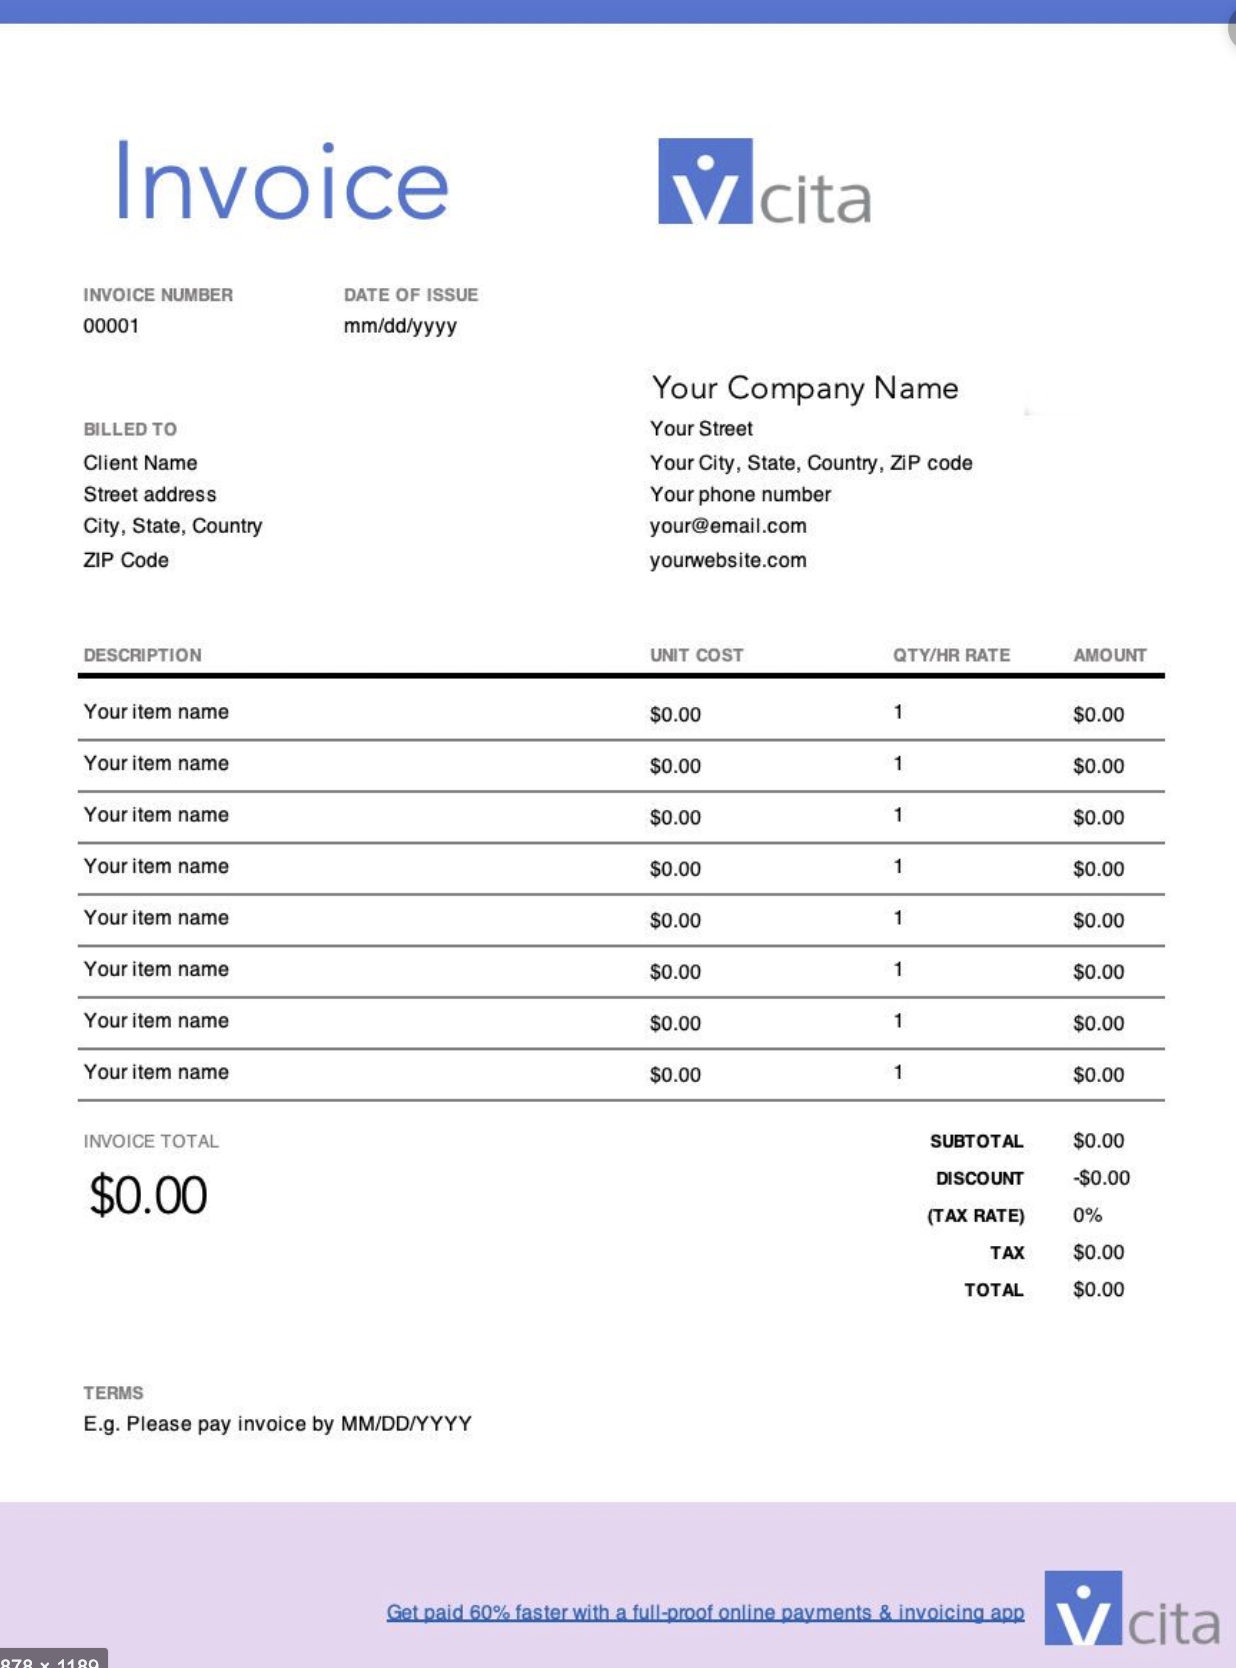 Invoice
vcita
INVOICE NUMBER DATE OF ISSUE
00001 mm/dd/yyyy
Your Company Name
BILLED TO Your Street
Client Name Your City, State, Country, ZiP code
Street address Your phone number
City, State, Country your@email.com
ZIP Code yourwebsite.com
DESCRIPTION UNIT COST QTY/HR RATE AMOUNT
Your item name $0.00 1 $0.00
Your item name $0.00 1 $0.00
Your item name $0.00 1 $0.00
Your item name $0.00 1 $0.00
Your item name $0.00 1 $0.00
Your item name $0.00 1 $0.00
Your item name $0.00 1 $0.00
Your item name $0.00 1 $0.00
INVOICE TOTAL SUBTOTAL $0.00
$0.00 DISCOUNT -$0.00
(TAX RATE) 0%
TAX $0.00
TOTAL $0.00
TERMS
E.g. Please pay invoice by MM/DD/YYYY
Get paid 60% faster with a full-proof online payments & invoicing app
vcita
878 × 1189